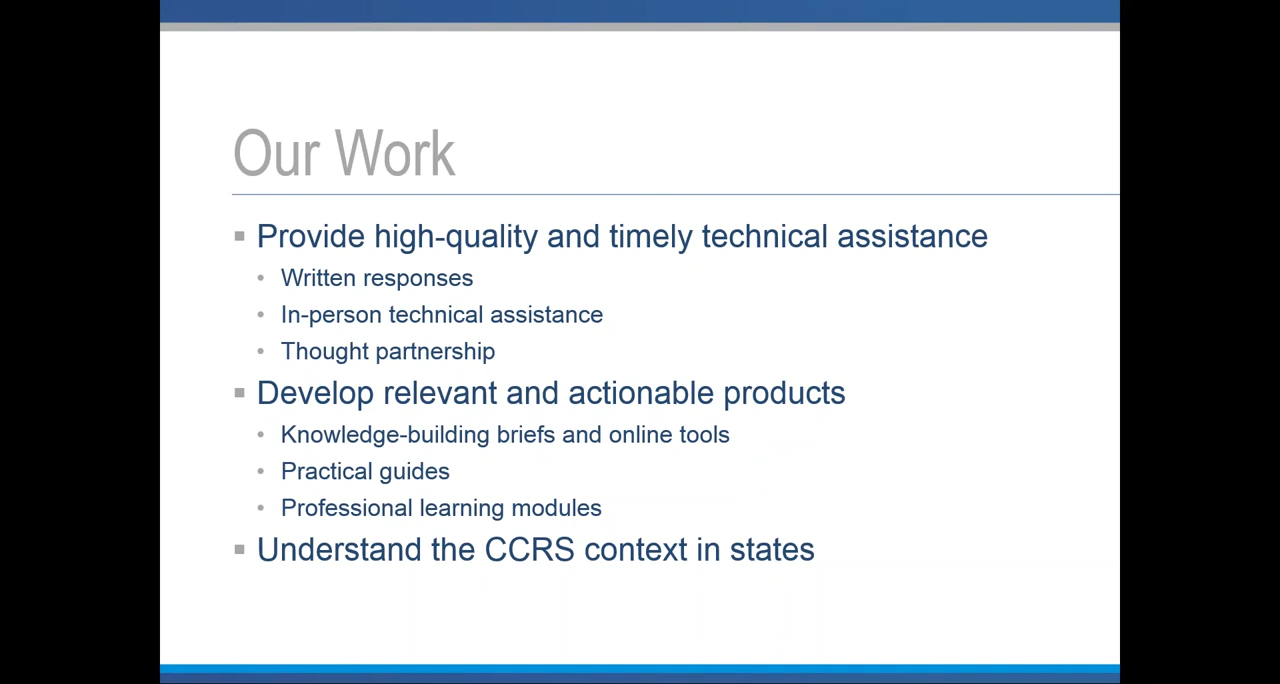 Our Work
Provide high-quality and timely technical assistance
Written responses
In-person technical assistance
Thought partnership
Develop relevant and actionable products
Knowledge-building briefs and online tools
Practical guides
Professional learning modules
Understand the CCRS context in states